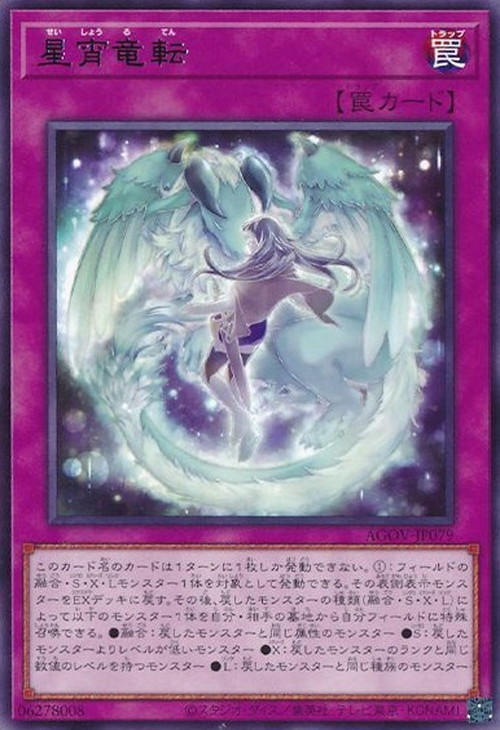 せいしょうるてん
星宵竜転
トラップ
罠
【罠カード】
AGOV-JP079
このカード名のカードは1ターンに1枚しか発動できない。①:フィールドの
融合・S・X・Lモンスター1体を対象として発動できる。その表側表示モンス
ターをEXデッキに戻す。その後、戻したモンスターの種類(融合・S・X・L)に
よって以下のモンスター1体を自分・相手の墓地から自分フィールドに特殊
召喚できる。●融合:戻したモンスターと同じ属性のモンスター ●S:戻した
モンスターよりレベルが低いモンスター ●X:戻したモンスターのランクと同じ
数値のレベルを持つモンスター ●L:戻したモンスターと同じ種族のモンスター
06278008
©スタジオ・ダイス/集英社・テレビ東京・KONAMI